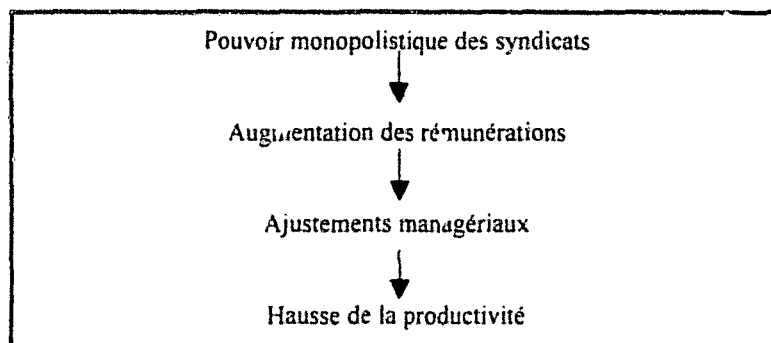 Pouvoir monopolistique des syndicats
Augmentation des rémunérations
Ajustements managériaux
Hausse de la productivité